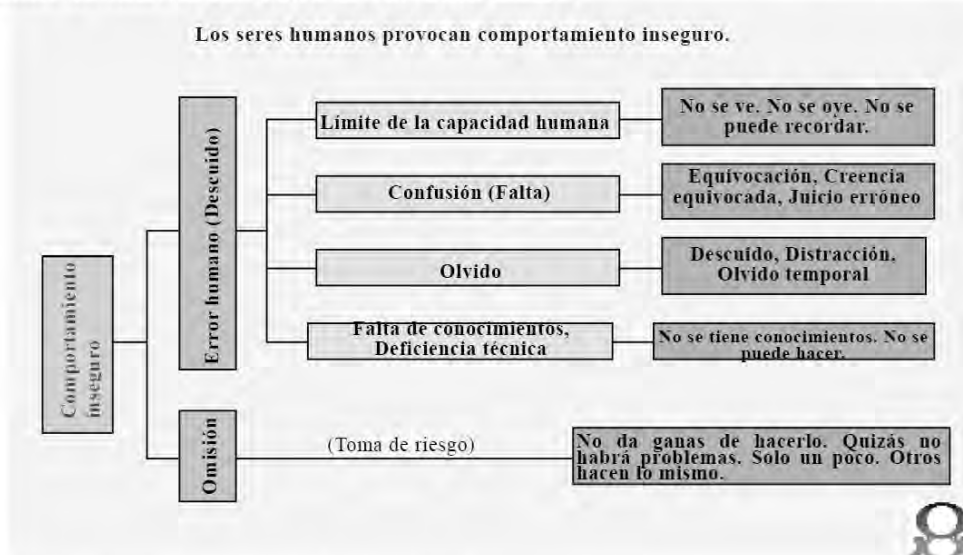 Los seres humanos provocan comportamiento inseguro.
Comportamiento
inseguro
Error humano (Descuido)
Límite de la capacidad humana
No se ve. No se oye. No se
puede recordar.
Confusión (Falta)
Equivocación, Creencia
equivocada, Juicio erróneo
Olvido
Descuido, Distracción,
Olvido temporal
Falta de conocimientos,
Deficiencia técnica
No se tiene conocimientos. No se
puede hacer.
Omisión
(Toma de riesgo)
No da ganas de hacerlo. Quizás no
habrá problemas. Solo un poco. Otros
hacen lo mismo.